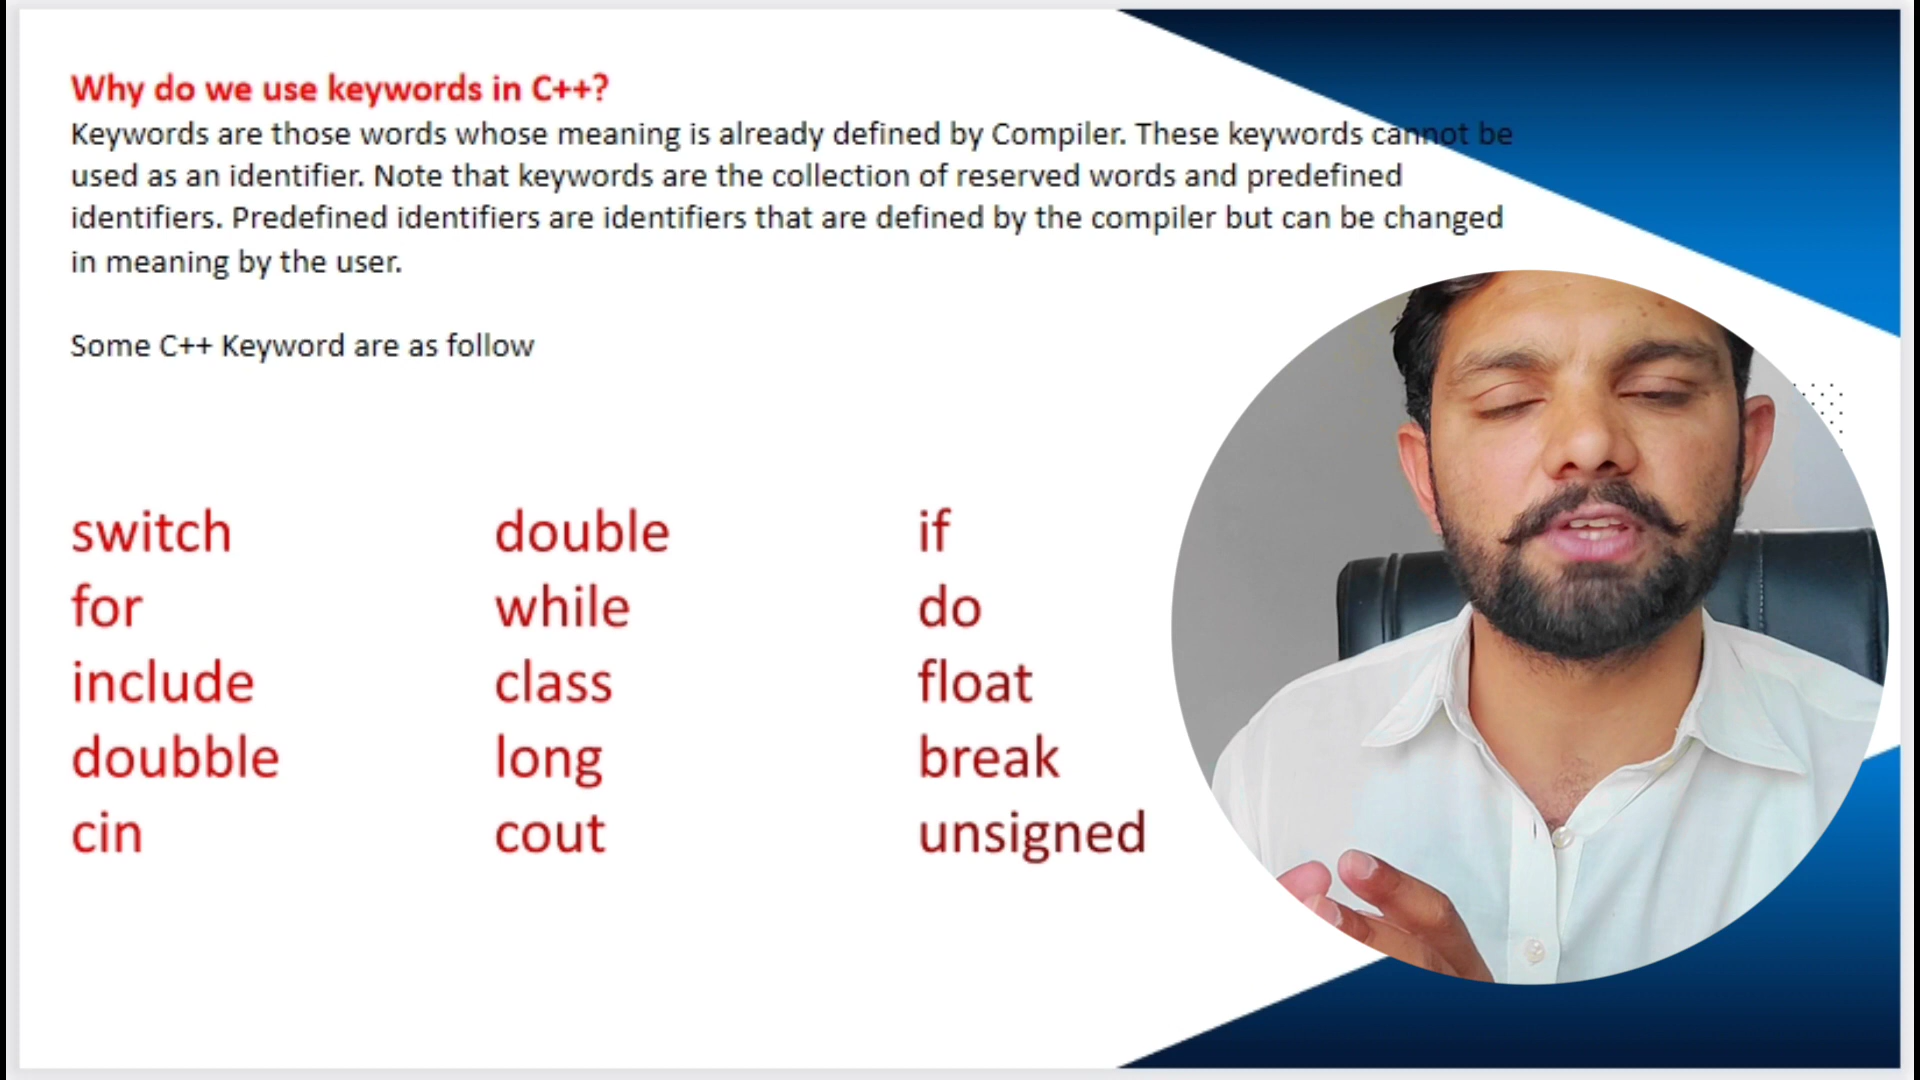 Why do we use keywords in C++?
Keywords are those words whose meaning is already defined by Compiler. These keywords cannot be
used as an identifier. Note that keywords are the collection of reserved words and predefined
identifiers. Predefined identifiers are identifiers that are defined by the compiler but can be changed
in meaning by the user.
Some C++ Keyword are as follow
switch double if
for while do
include class float
doubble long break
cin cout unsigned